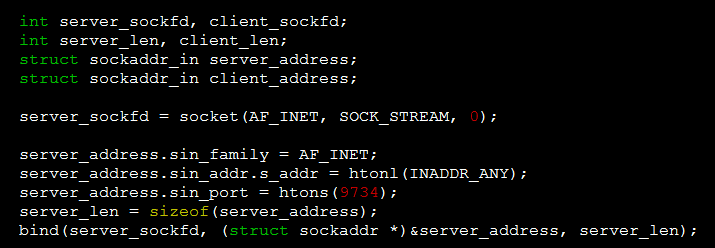 int server_sockfd, client_sockfd;
int server_len, client_len;
struct sockaddr_in server_address;
struct sockaddr_in client_address;
server_sockfd = socket(AF_INET, SOCK_STREAM, 0);
server_address.sin_family = AF_INET;
server_address.sin_addr.s_addr = htonl(INADDR_ANY);
server_address.sin_port = htons(9734);
server_len = sizeof(server_address);
bind(server_sockfd, (struct sockaddr *)&server_address, server_len);